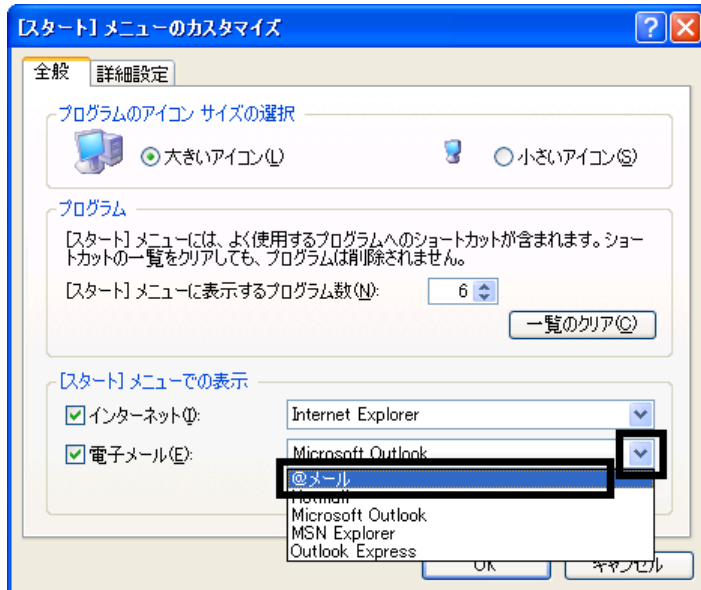 [スタート] メニューのカスタマイズ
全般
詳細設定
プログラムのアイコン サイズの選択
大きいアイコン(L)
小さいアイコン(S)
プログラム
[スタート] メニューには、よく使用するプログラムへのショートカットが含まれます。ショー
トカットの一覧をクリアしても、プログラムは削除されません。
[スタート] メニューに表示するプログラム数(N):
6
一覧のクリア(C)
[スタート] メニューでの表示
インターネット(I):
Internet Explorer
電子メール(E):
Microsoft Outlook
@メール
Hotmail
Microsoft Outlook
MSN Explorer
Outlook Express
OK
キャンセル